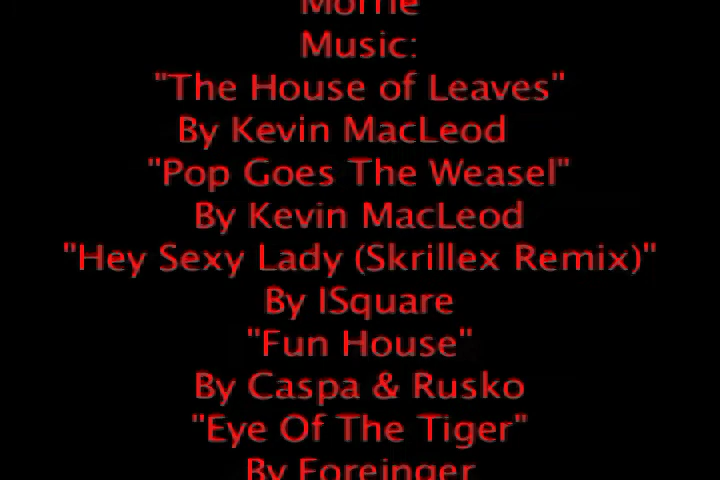 Morrie
Music:
"The House of Leaves"
By Kevin MacLeod
"Pop Goes The Weasel"
By Kevin MacLeod
"Hey Sexy Lady (Skrillex Remix)"
By ISquare
"Fun House"
By Caspa & Rusko
"Eye Of The Tiger"
By Foreinger